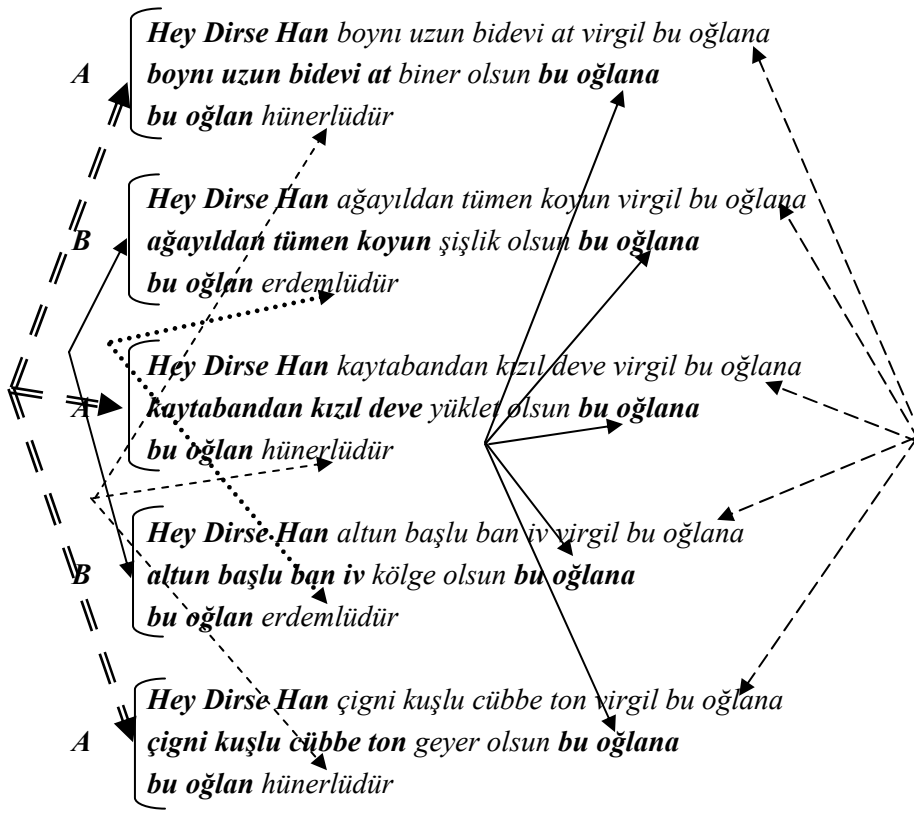 Hey Dirse Han boynı uzun bidevi at virgil bu oğlana
A boynı uzun bidevi at biner olsun bu oğlana
bu oğlan hünerlüdür
Hey Dirse Han ağayıldan tümen koyun virgil bu oğlana
B ağayıldan tümen koyun şişlik olsun bu oğlana
bu oğlan erdemlüdür
Hey Dirse Han kaytabandan kızıl deve virgil bu oğlana
A kaytabandan kızıl deve yüklet olsun bu oğlana
bu oğlan hünerlüdür
Hey Dirse Han altun başlu ban iv virgil bu oğlana
B altun başlu ban iv kölge olsun bu oğlana
bu oğlan erdemlüdür
Hey Dirse Han çigni kuşlu cübbe ton virgil bu oğlana
A çigni kuşlu cübbe ton geyer olsun bu oğlana
bu oğlan hünerlüdür